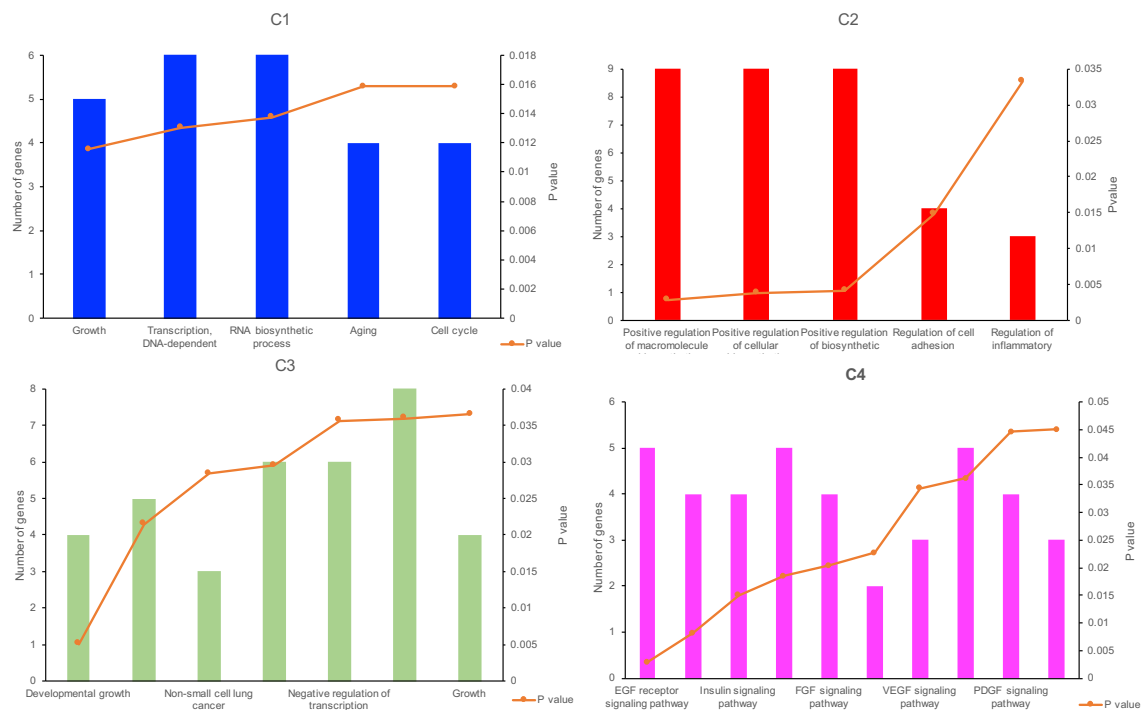 C1
Number of genes
6
5
4
3
2
1
0
0.018
0.016
0.014
0.012
0.01
0.008
0.006
0.004
0.002
0
P value
Growth
Transcription,
DNA-dependent
RNA biosynthetic
process
Aging
Cell cycle
P value
C2
Number of genes
9
8
7
6
5
4
3
2
1
0
0.035
0.03
0.025
0.02
0.015
0.01
0.005
0
Pvalue
Positive regulation
of macromolecule
Positive regulation
of cellular
Positive regulation
of biosynthetic
Regulation of cell
adhesion
Regulation of
inflammatory
P value
C3
Number of genes
8
7
6
5
4
3
2
1
0
0.04
0.035
0.03
0.025
0.02
0.015
0.01
0.005
0
P value
Developmental growth
Non-small cell lung
cancer
Negative regulation of
transcription
Growth
P value
C4
Number of genes
6
5
4
3
2
1
0
0.05
0.045
0.04
0.035
0.03
0.025
0.02
0.015
0.01
0.005
0
P value
EGF receptor
signaling pathway
Insulin signaling
pathway
FGF signaling
pathway
VEGF signaling
pathway
PDGF signaling
pathway
P value